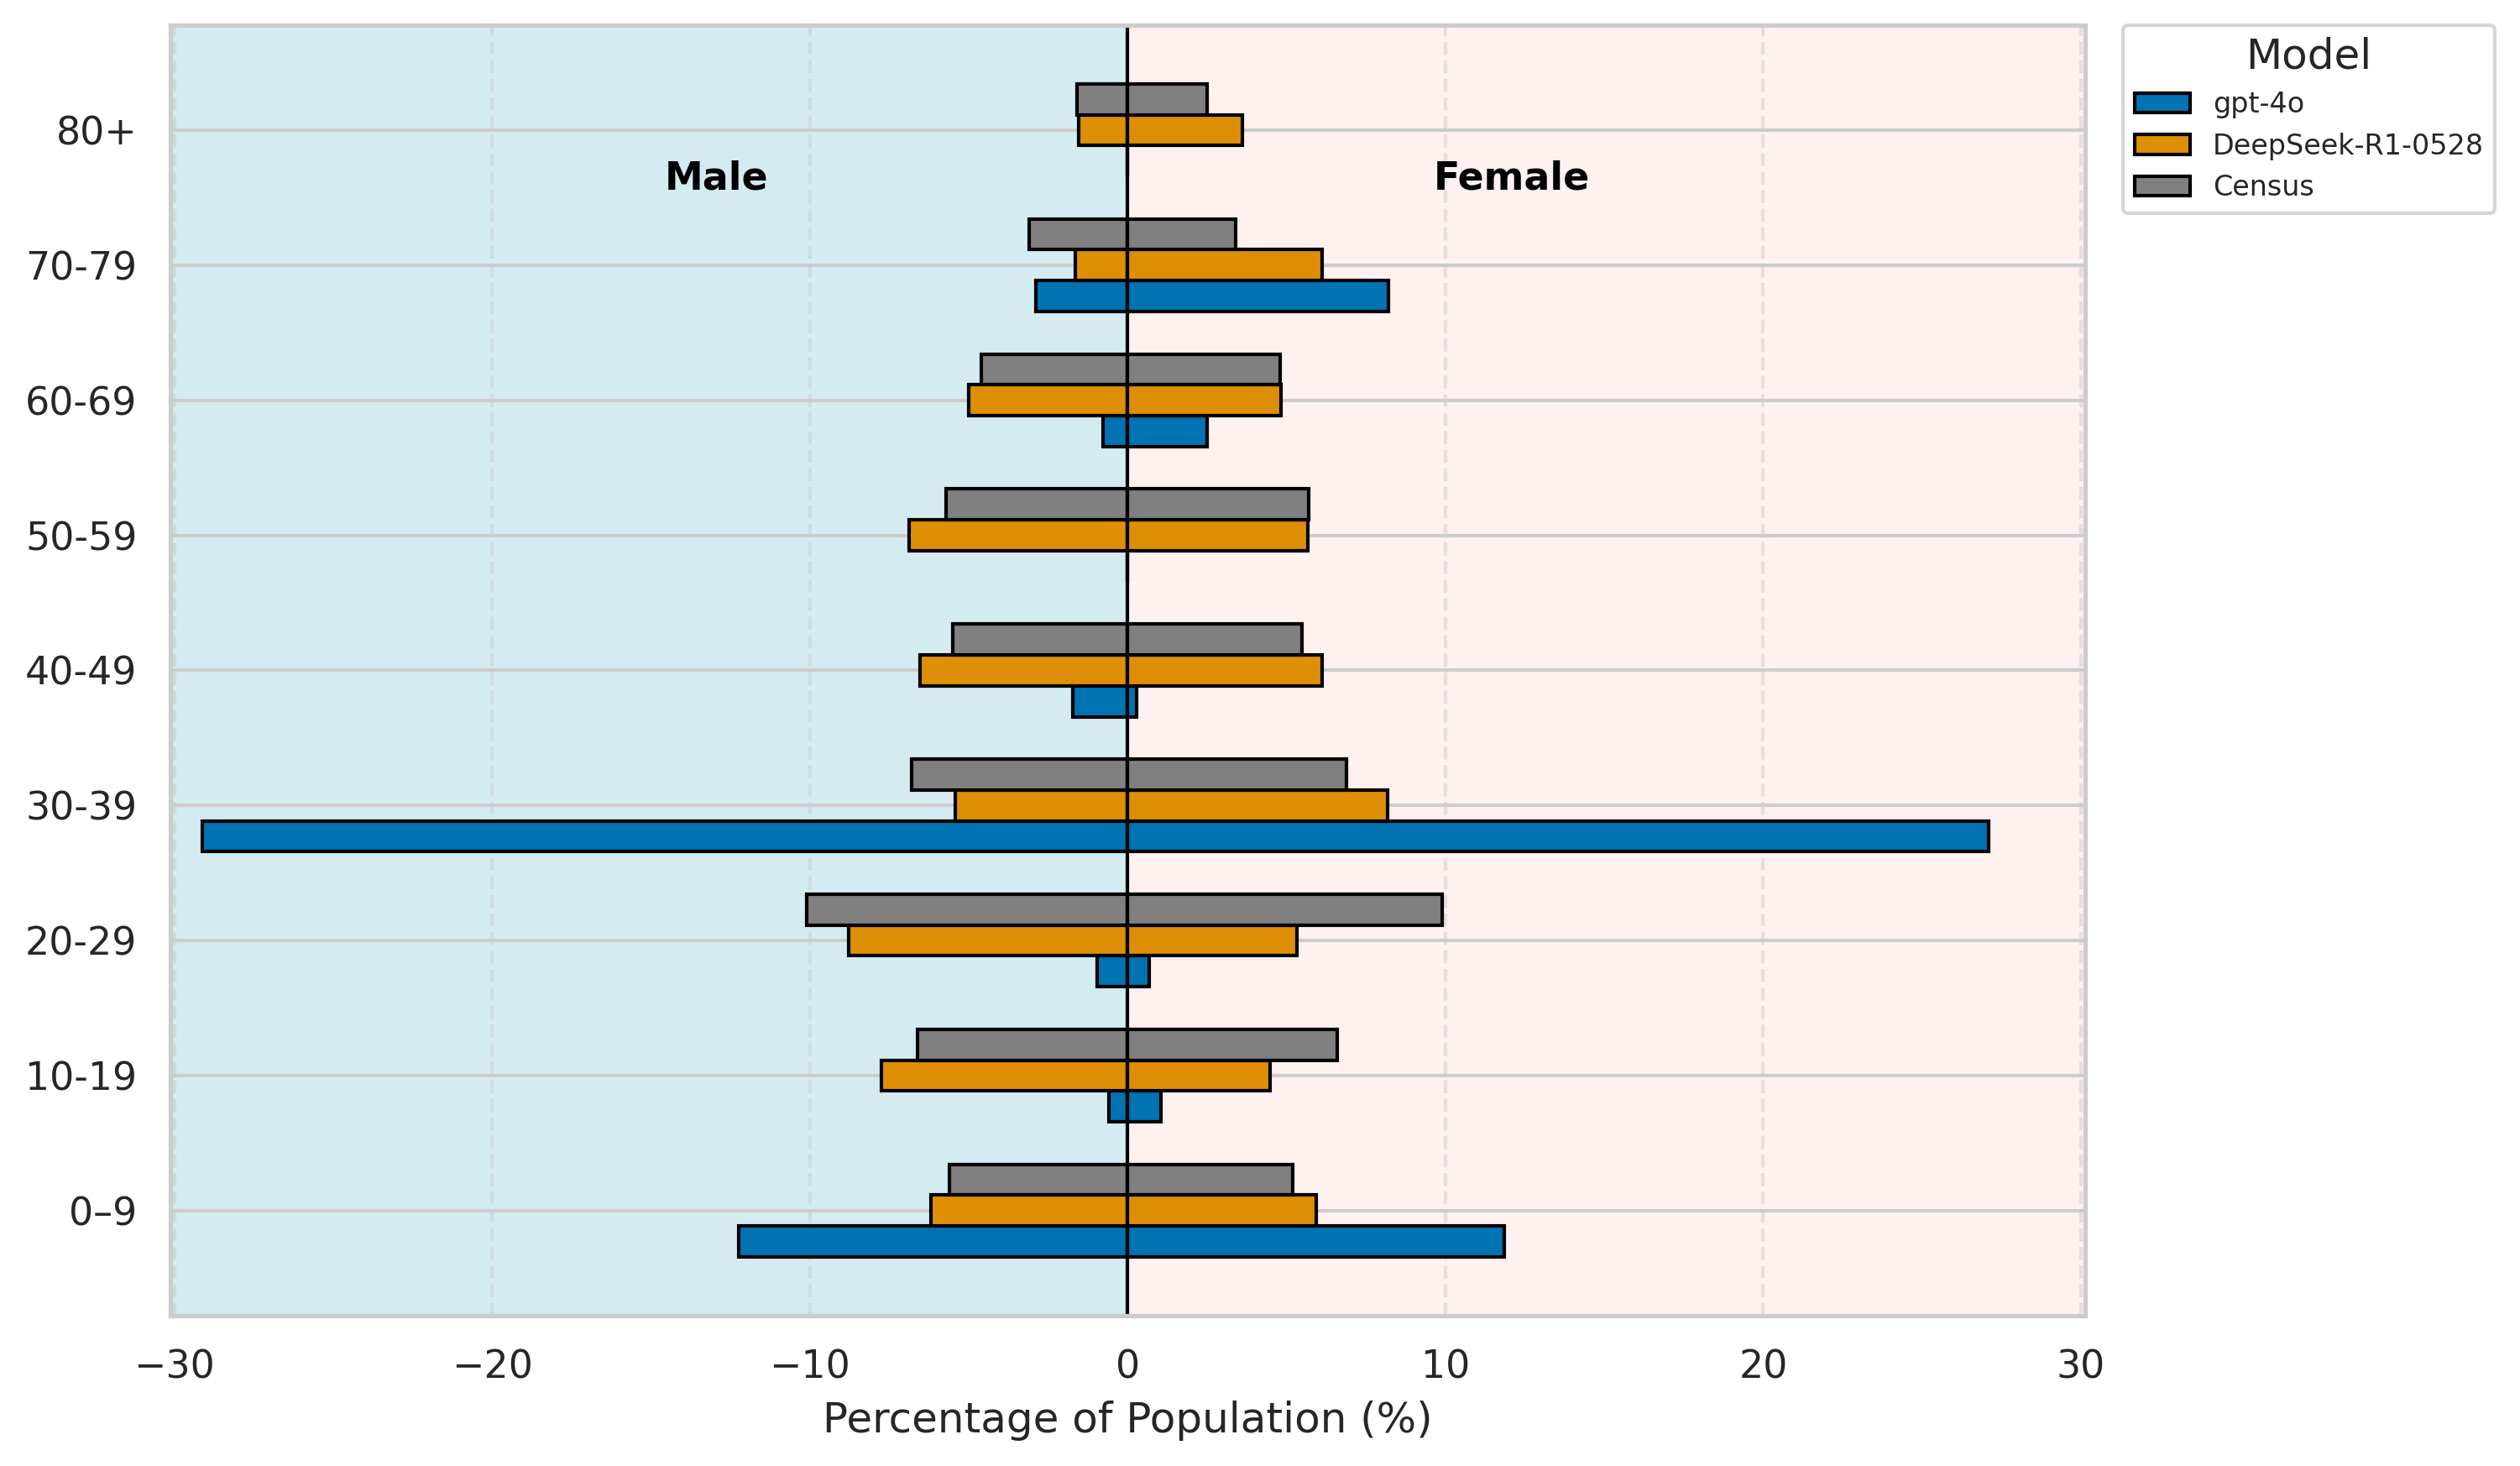 Model
gpt-4o
DeepSeek-R1-0528
Census
80+
Male
Female
70-79
60-69
50-59
40-49
30-39
20-29
10-19
0–9
−30 −20 −10 0 10 20 30
Percentage of Population (%)